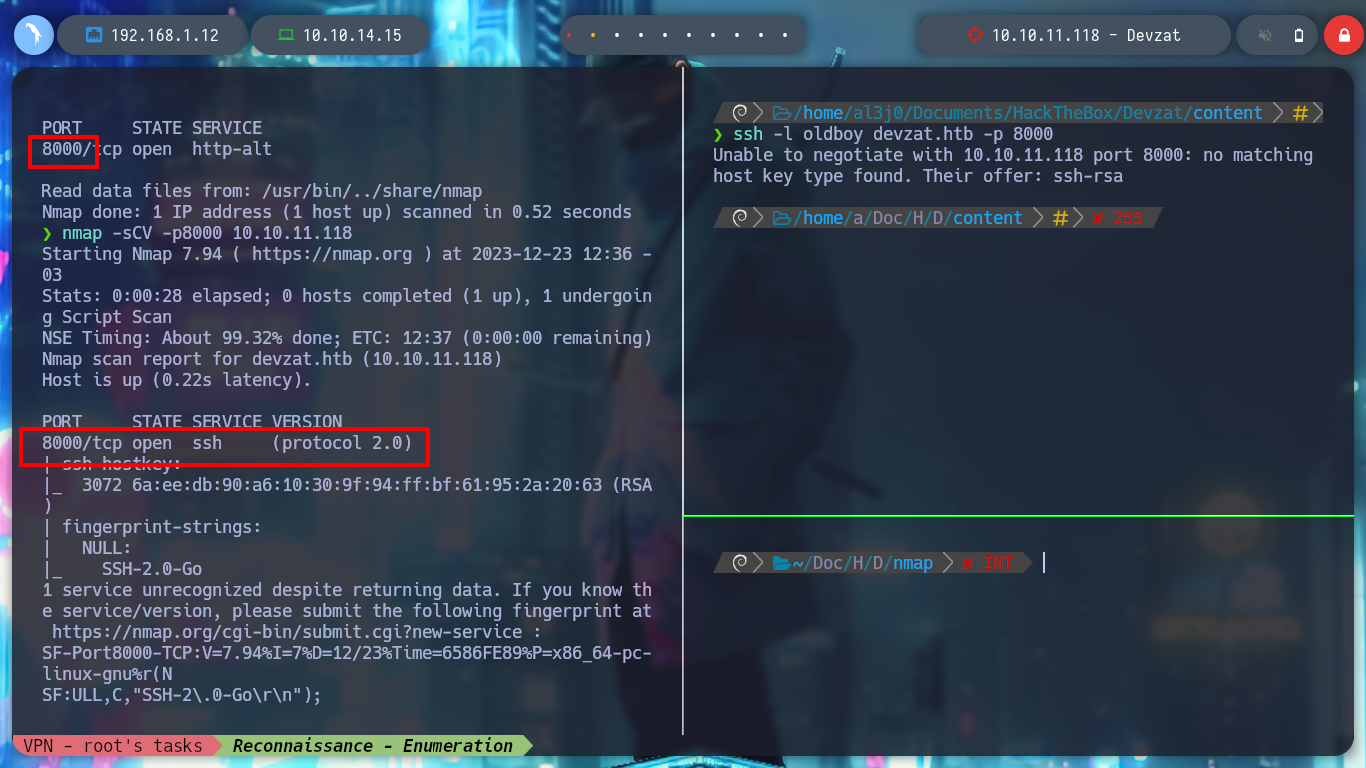 192.168.1.12
10.10.14.15
10.10.11.118 - Devzat
PORT     STATE SERVICE
8000/tcp open  http-alt
Read data files from: /usr/bin/../share/nmap
Nmap done: 1 IP address (1 host up) scanned in 0.52 seconds
❯ nmap -sCV -p8000 10.10.11.118
Starting Nmap 7.94 ( https://nmap.org ) at 2023-12-23 12:36 -
03
Stats: 0:00:28 elapsed; 0 hosts completed (1 up), 1 undergoin
g Script Scan
NSE Timing: About 99.32% done; ETC: 12:37 (0:00:00 remaining)
Nmap scan report for devzat.htb (10.10.11.118)
Host is up (0.22s latency).
PORT     STATE SERVICE VERSION
8000/tcp open  ssh     (protocol 2.0)
| ssh-hostkey:
|_  3072 6a:ee:db:90:a6:10:30:9f:94:ff:bf:61:95:2a:20:63 (RSA
)
| fingerprint-strings:
|   NULL:
|_    SSH-2.0-Go
1 service unrecognized despite returning data. If you know th
e service/version, please submit the following fingerprint at
 https://nmap.org/cgi-bin/submit.cgi?new-service :
SF-Port8000-TCP:V=7.94%I=7%D=12/23%Time=6586FE89%P=x86_64-pc-
linux-gnu%r(N
SF:ULL,C,"SSH-2\.0-Go\r\n");
/home/al3j0/Documents/HackTheBox/Devzat/content > # >
❯ ssh -l oldboy devzat.htb -p 8000
Unable to negotiate with 10.10.11.118 port 8000: no matching
host key type found. Their offer: ssh-rsa
/home/a/Doc/H/D/content > # > ✘ 255
~/Doc/H/D/nmap > ✘ INT
VPN - root's tasks
Reconnaissance - Enumeration